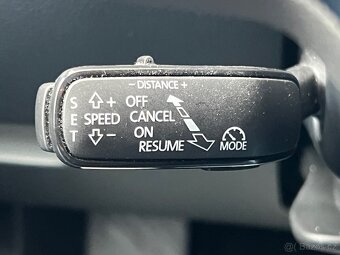 - DISTANCE +
S + OFF
E SPEED CANCEL
T - ON
RESUME MODE